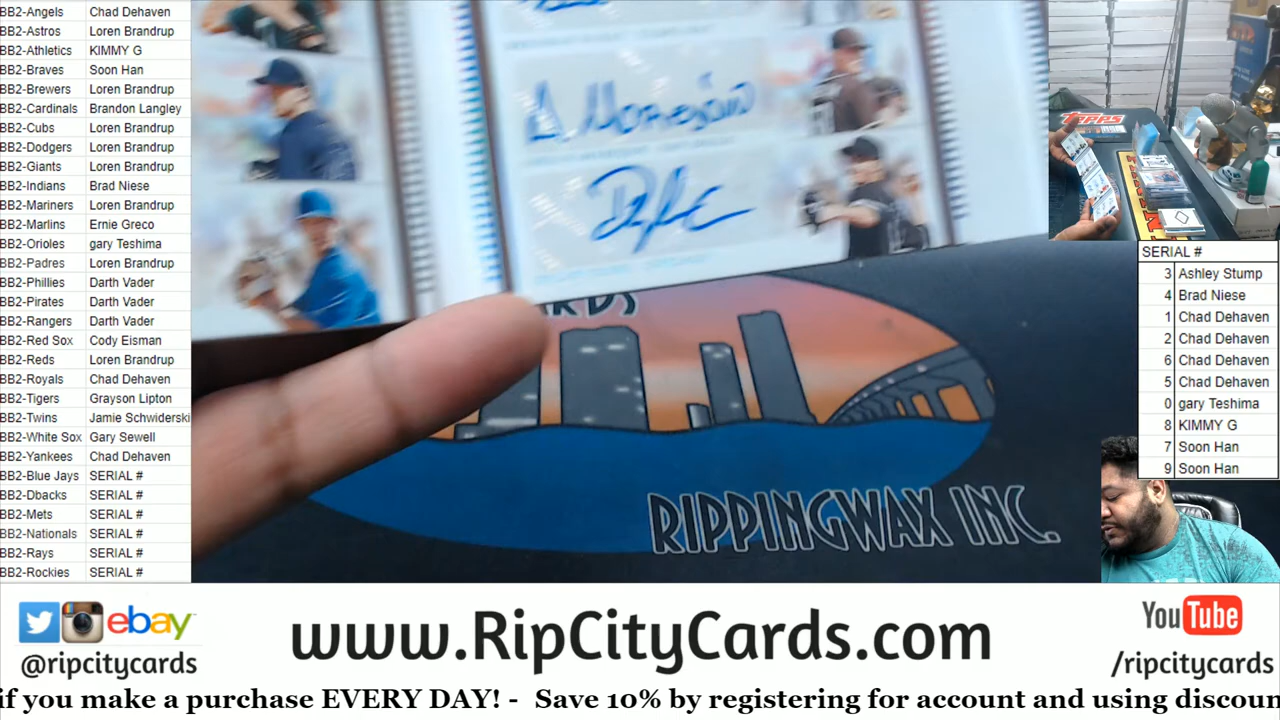 BB2-Angels Chad Dehaven
BB2-Astros Loren Brandrup
BB2-Athletics KIMMY G
BB2-Braves Soon Han
BB2-Brewers Loren Brandrup
BB2-Cardinals Brandon Langley
BB2-Cubs Loren Brandrup
BB2-Dodgers Loren Brandrup
BB2-Giants Loren Brandrup
BB2-Indians Brad Niese
BB2-Mariners Loren Brandrup
BB2-Marlins Ernie Greco
BB2-Orioles gary Teshima
BB2-Padres Loren Brandrup
BB2-Phillies Darth Vader
BB2-Pirates Darth Vader
BB2-Rangers Darth Vader
BB2-Red Sox Cody Eisman
BB2-Reds Loren Brandrup
BB2-Royals Chad Dehaven
BB2-Tigers Grayson Lipton
BB2-Twins Jamie Schwiderski
BB2-White Sox Gary Sewell
BB2-Yankees Chad Dehaven
BB2-Blue Jays SERIAL #
BB2-Dbacks SERIAL #
BB2-Mets SERIAL #
BB2-Nationals SERIAL #
BB2-Rays SERIAL #
BB2-Rockies SERIAL #
A. Morejon
RIPPINGWAX INC.
TOPPS
SERIAL #
3 Ashley Stump
4 Brad Niese
1 Chad Dehaven
2 Chad Dehaven
6 Chad Dehaven
5 Chad Dehaven
0 gary Teshima
8 KIMMY G
7 Soon Han
9 Soon Han
ebay
@ripcitycards
www.RipCityCards.com
YouTube
/ripcitycards
if you make a purchase EVERY DAY! - Save 10% by registering for account and using discoun